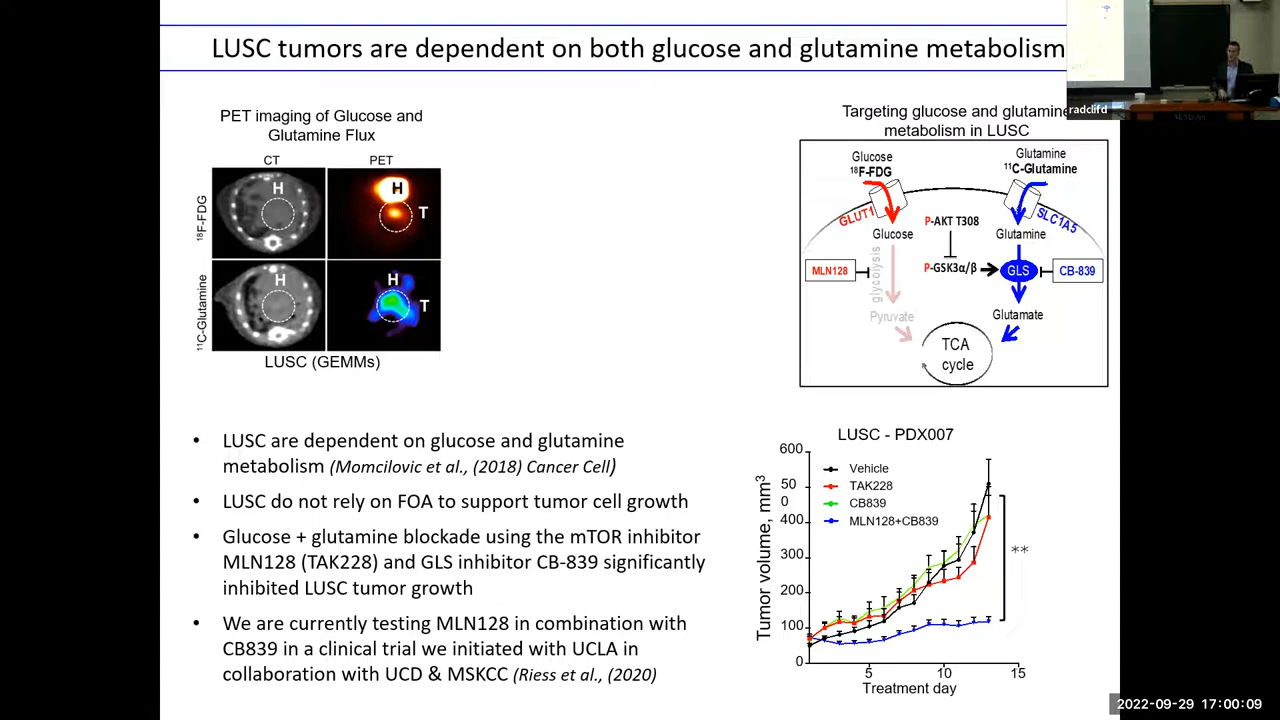 LUSC tumors are dependent on both glucose and glutamine metabolism
radclifd
PET imaging of Glucose and
Glutamine Flux
CT
PET
18F-FDG
H
H
T
11C-Glutamine
H
H
T
LUSC (GEMMs)
Targeting glucose and glutamine
metabolism in LUSC
Glucose
18F-FDG
Glutamine
11C-Glutamine
GLUT1
SLC1A5
Glucose
P-AKT T308
Glutamine
MLN128
glycolysis
P-GSK3α/β
GLS
CB-839
Pyruvate
Glutamate
TCA
cycle
• LUSC are dependent on glucose and glutamine
metabolism (Momcilovic et al., (2018) Cancer Cell)
• LUSC do not rely on FOA to support tumor cell growth
• Glucose + glutamine blockade using the mTOR inhibitor
MLN128 (TAK228) and GLS inhibitor CB-839 significantly
inhibited LUSC tumor growth
• We are currently testing MLN128 in combination with
CB839 in a clinical trial we initiated with UCLA in
collaboration with UCD & MSKCC (Riess et al., (2020)
LUSC - PDX007
Tumor volume, mm3
600
50
0
400
300
200
100
0
Vehicle
TAK228
CB839
MLN128+CB839
**
5
10
15
Treatment day
2022-09-29 17:00:09